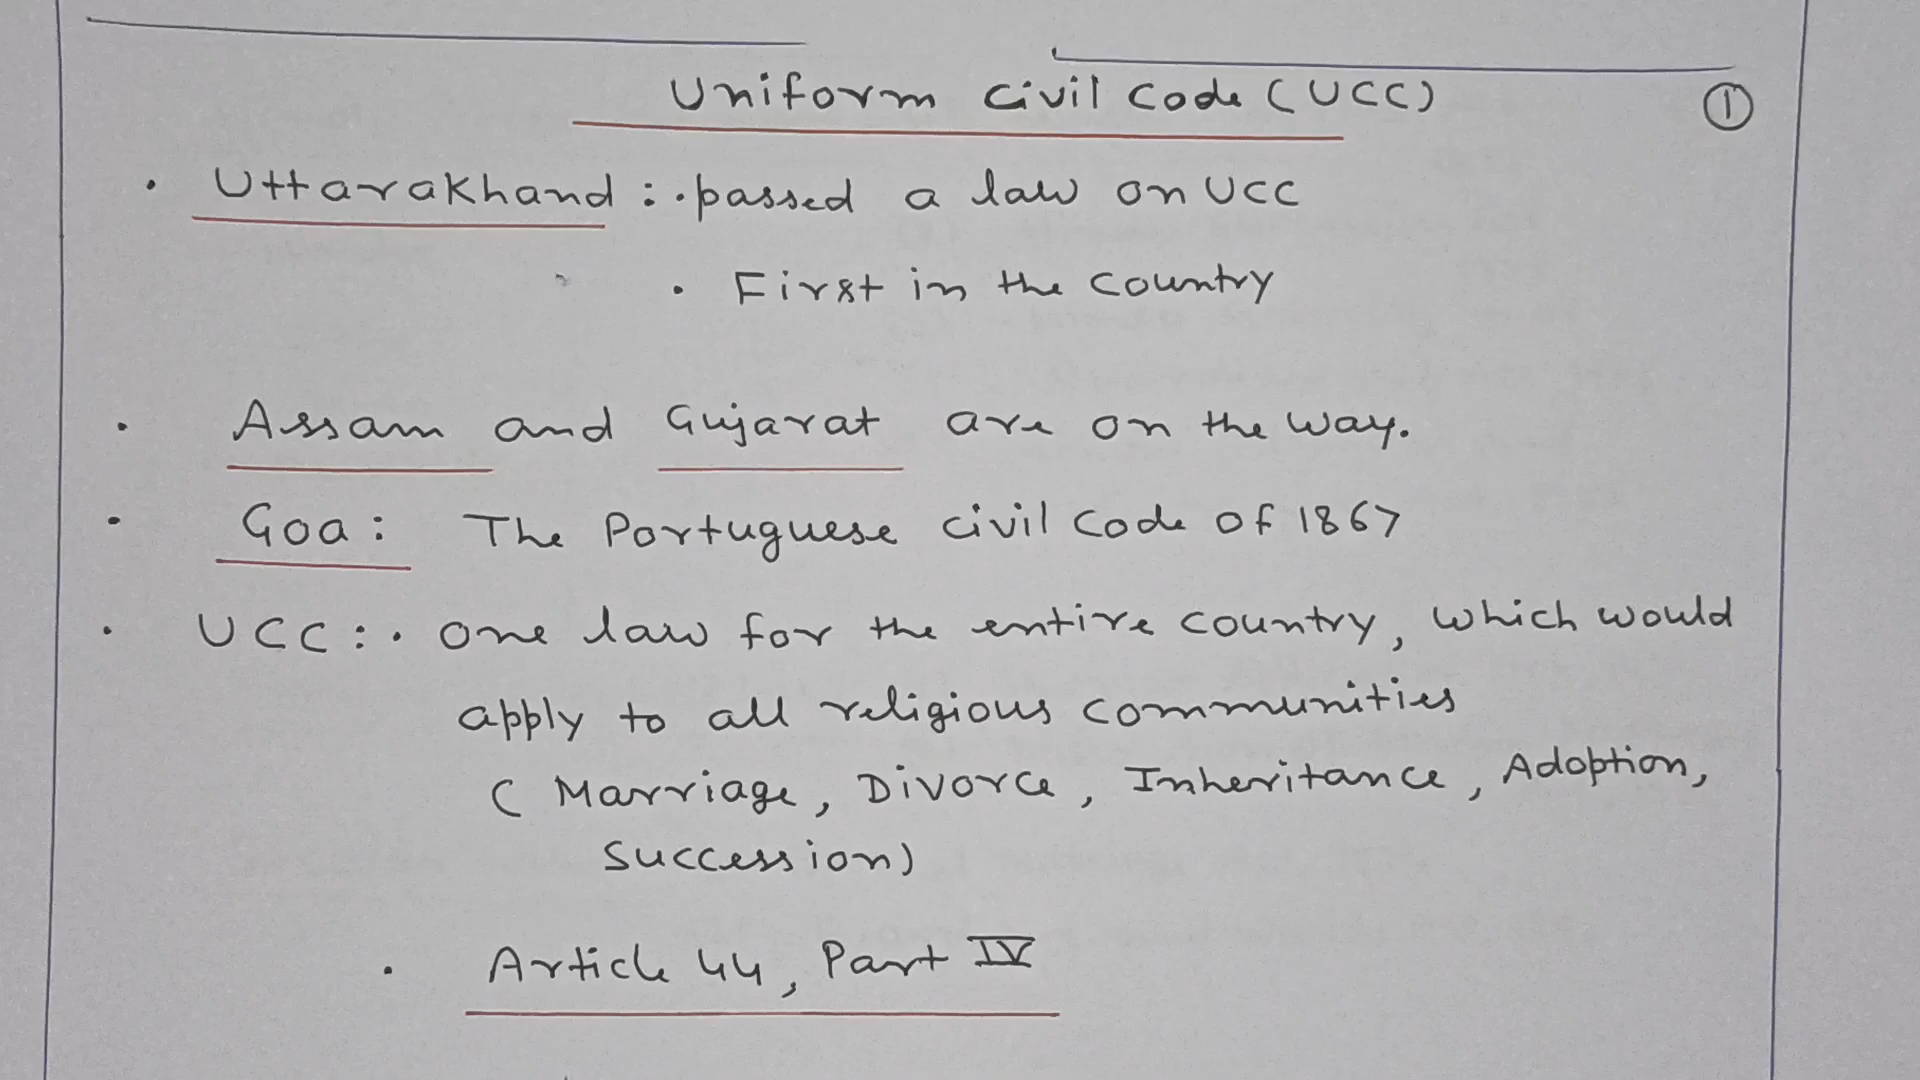 Uniform Civil Code (UCC)
①
• Uttarakhand : • passed a law on UCC
• First in the country
• Assam and Gujarat are on the way.
• Goa : The Portuguese Civil Code of 1867
• UCC : • one law for the entire country, which would
apply to all religious communities
( Marriage, Divorce, Inheritance, Adoption,
Succession)
• Article 44, Part IV